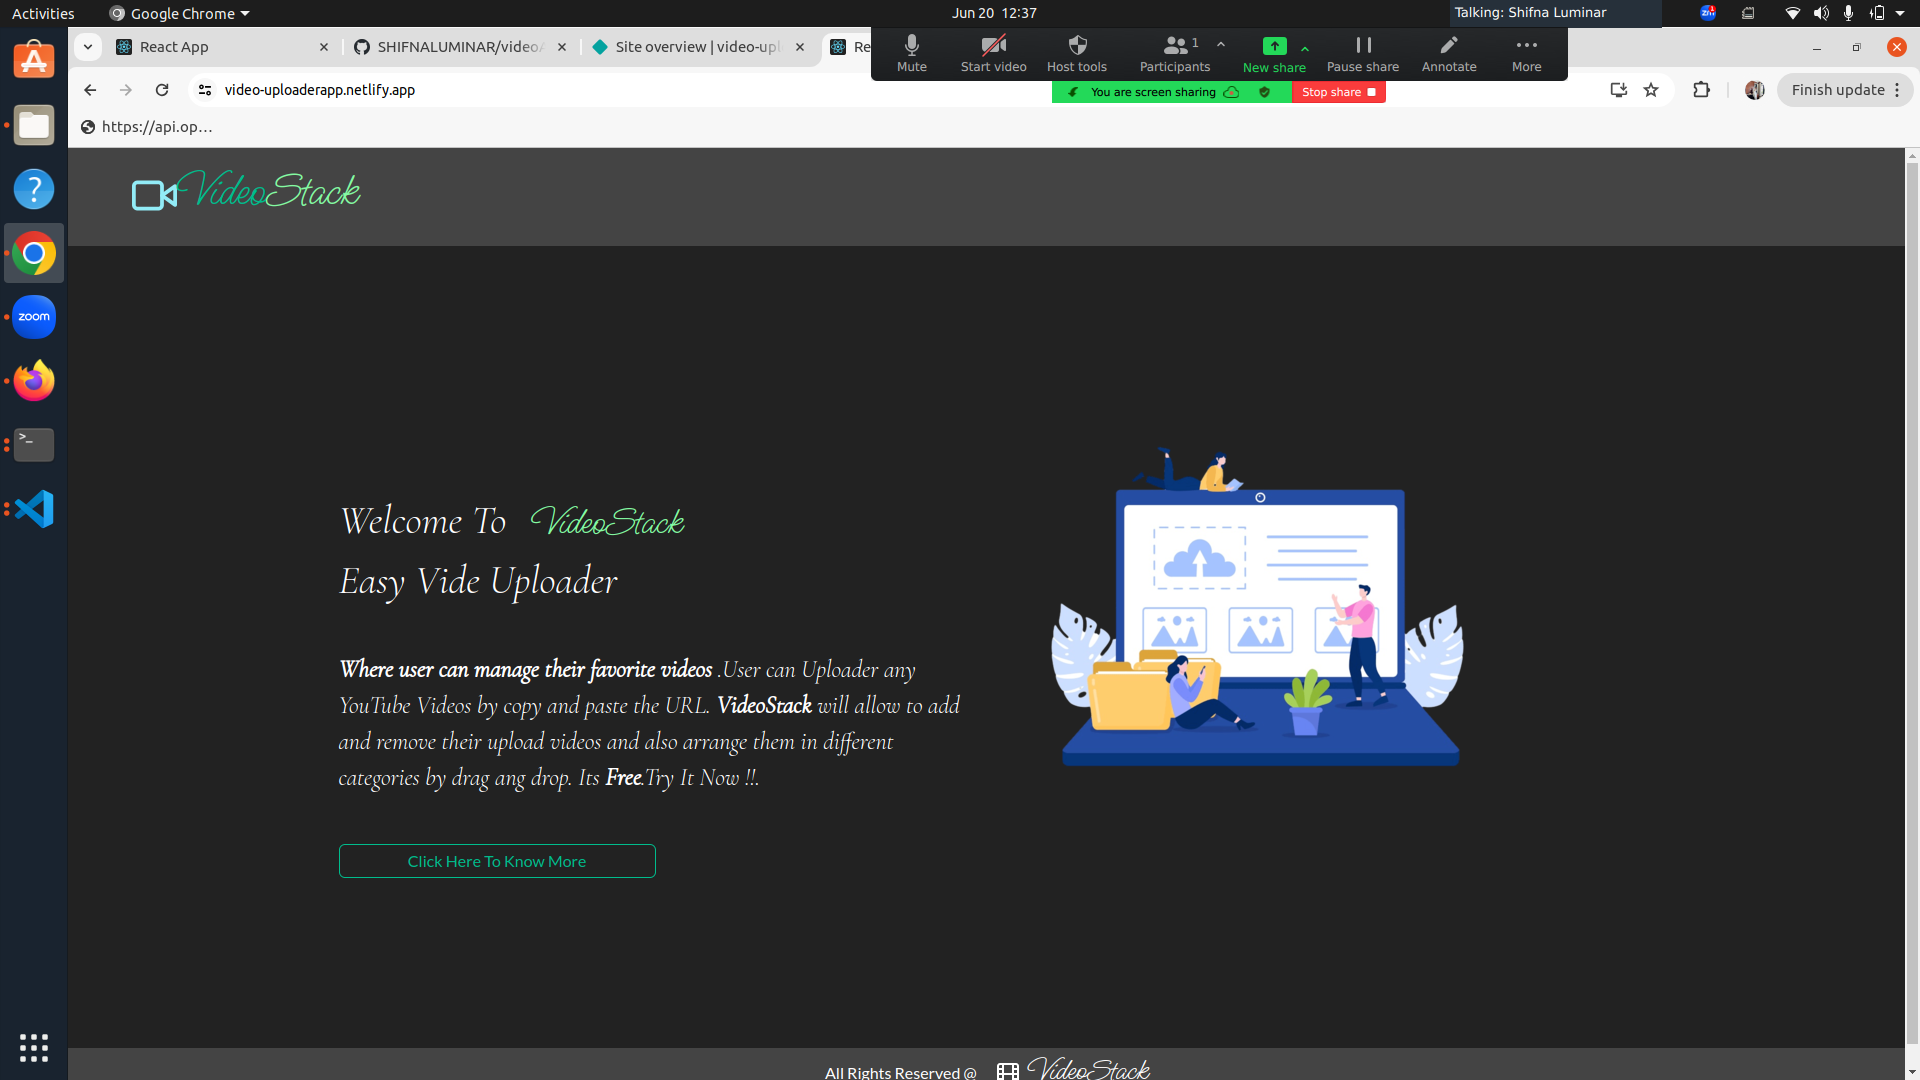 Activities
Google Chrome
Jun 20 12:37
Talking: Shifna Luminar
React App
SHIFNALUMINAR/video
Site overview | video-upl
Re
Mute
Start video
Host tools
Participants
1
New share
Pause share
Annotate
More
video-uploaderapp.netlify.app
You are screen sharing
Stop share
Finish update
https://api.op...
zoom
VideoStack
Welcome To VideoStack
Easy Vide Uploader
Where user can manage their favorite videos .User can Uploader any
YouTube Videos by copy and paste the URL. VideoStack will allow to add
and remove their upload videos and also arrange them in different
categories by drag ang drop. Its Free.Try It Now !!.
Click Here To Know More
All Rights Reserved @ VideoStack